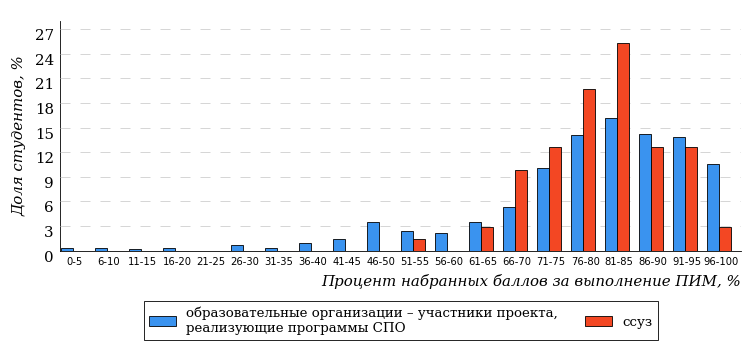 Доля студентов, %
27
24
21
18
15
12
9
6
3
0
0-5 6-10 11-15 16-20 21-25 26-30 31-35 36-40 41-45 46-50 51-55 56-60 61-65 66-70 71-75 76-80 81-85 86-90 91-95 96-100
Процент набранных баллов за выполнение ПИМ, %
образовательные организации – участники проекта,
реализующие программы СПО
ссуз